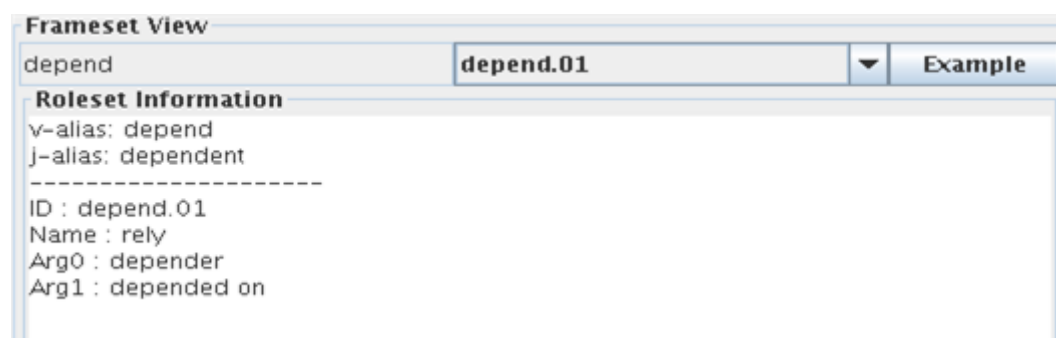 Frameset View
depend depend.01 Example
Roleset Information
v-alias: depend
j-alias: dependent
---------------------
ID : depend.01
Name : rely
Arg0 : depender
Arg1 : depended on